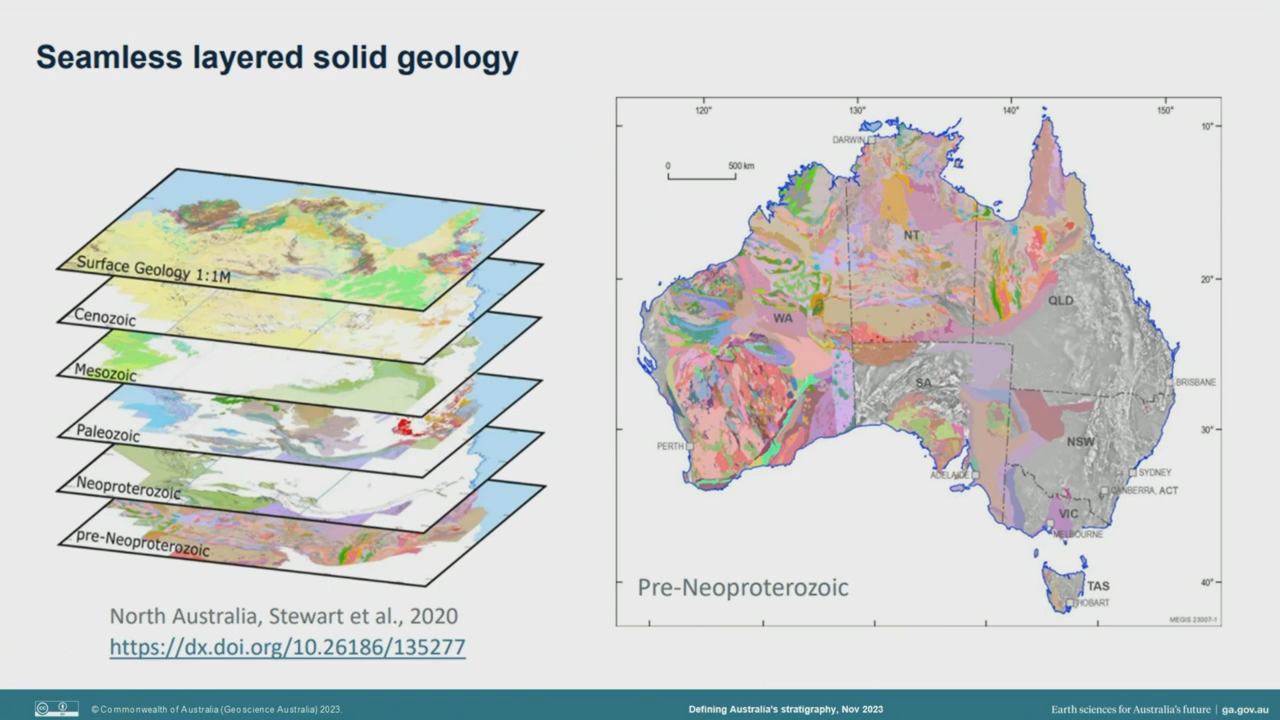 Seamless layered solid geology
Surface Geology 1:1M
Cenozoic
Mesozoic
Paleozoic
Neoproterozoic
pre-Neoproterozoic
North Australia, Stewart et al., 2020
https://dx.doi.org/10.26186/135277
120°
130°
140°
150°
10°
DARWIN
0
500 km
NT
20°
QLD
WA
SA
BRISBANE
30°
NSW
PERTH
ADELAIDE
SYDNEY
CANBERRA, ACT
VIC
MELBOURNE
Pre-Neoproterozoic
40°
TAS
HOBART
MEGIS 23007-1
© Commonwealth of Australia (Geoscience Australia) 2023.
Defining Australia's stratigraphy, Nov 2023
Earth sciences for Australia's future | ga.gov.au